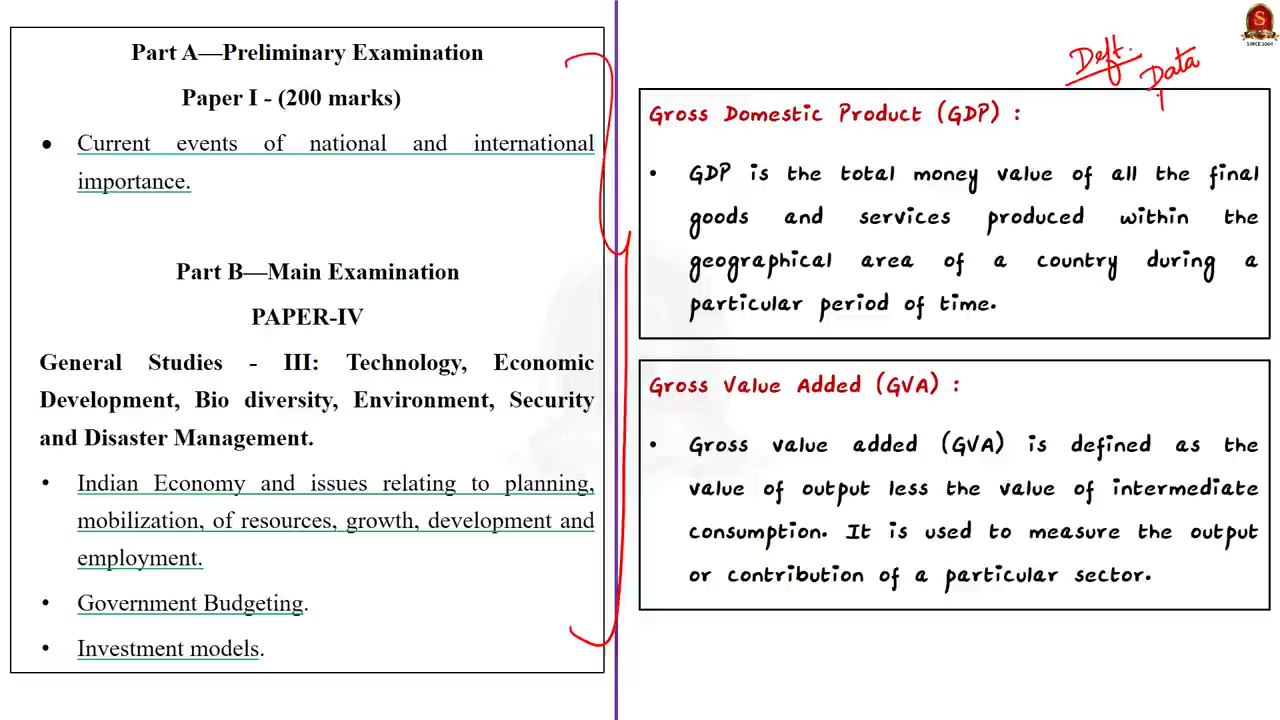 Part A—Preliminary Examination
Paper I - (200 marks)
● Current events of national and international
importance.
Part B—Main Examination
PAPER-IV
General Studies - III: Technology, Economic
Development, Bio diversity, Environment, Security
and Disaster Management.
• Indian Economy and issues relating to planning,
mobilization, of resources, growth, development and
employment.
• Government Budgeting.
• Investment models.
S
SINCE 2004
Deft.
Data
Gross Domestic Product (GDP) :
• GDP is the total money value of all the final
goods and services produced within the
geographical area of a country during a
particular period of time.
Gross Value Added (GVA) :
• Gross value added (GVA) is defined as the
value of output less the value of intermediate
consumption. It is used to measure the output
or contribution of a particular sector.